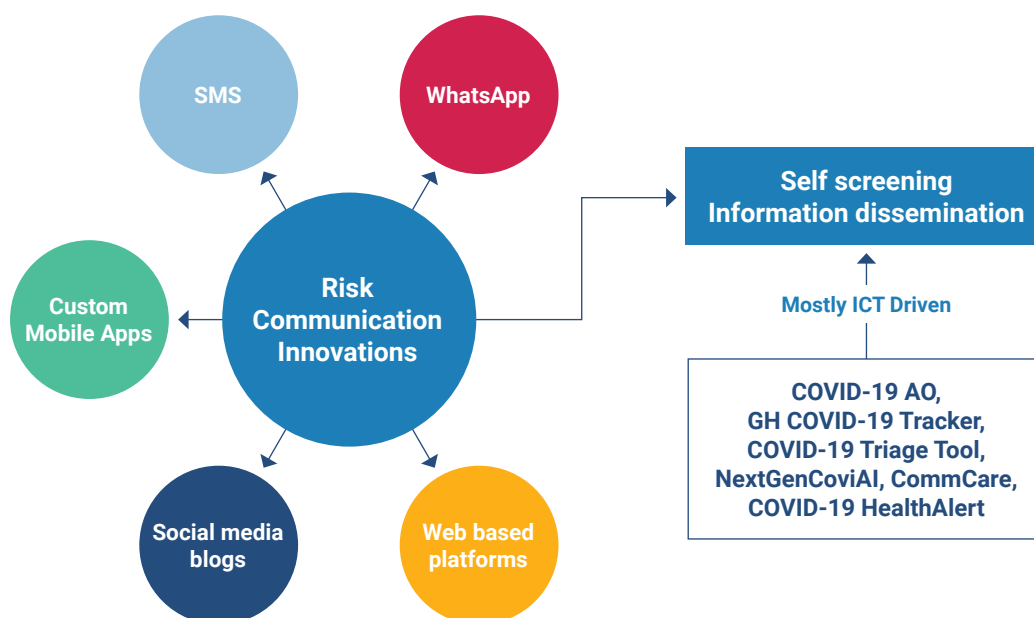 SMS
WhatsApp
Custom
Mobile Apps
Risk
Communication
Innovations
Social media
blogs
Web based
platforms
Self screening
Information dissemination
Mostly ICT Driven
COVID-19 AO,
GH COVID-19 Tracker,
COVID-19 Triage Tool,
NextGenCoviAI, CommCare,
COVID-19 HealthAlert